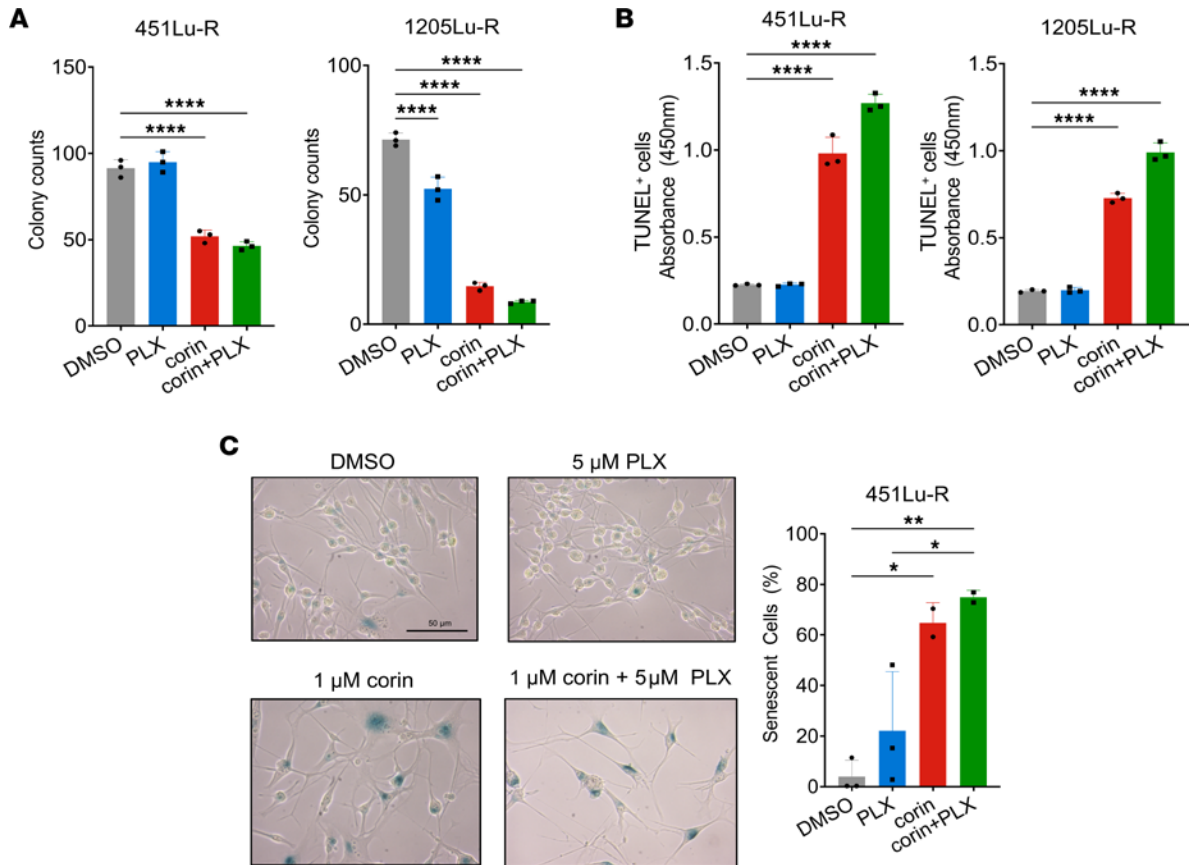 A
451Lu-R
150
100
50
0
Colony counts
****
****
DMSO
PLX
corin
corin+PLX
1205Lu-R
100
50
0
Colony counts
****
****
****
DMSO
PLX
corin
corin+PLX
B
451Lu-R
1.5
1.0
0.5
0.0
TUNEL⁺ cells
Absorbance (450nm)
****
****
DMSO
PLX
corin
corin+PLX
1205Lu-R
1.5
1.0
0.5
0.0
TUNEL⁺ cells
Absorbance (450nm)
****
****
DMSO
PLX
corin
corin+PLX
C
DMSO
50 µm
5 µM PLX
1 µM corin
1 µM corin + 5µM PLX
451Lu-R
100
80
60
40
20
0
Senescent Cells (%)
**
*
*
DMSO
PLX
corin
corin+PLX